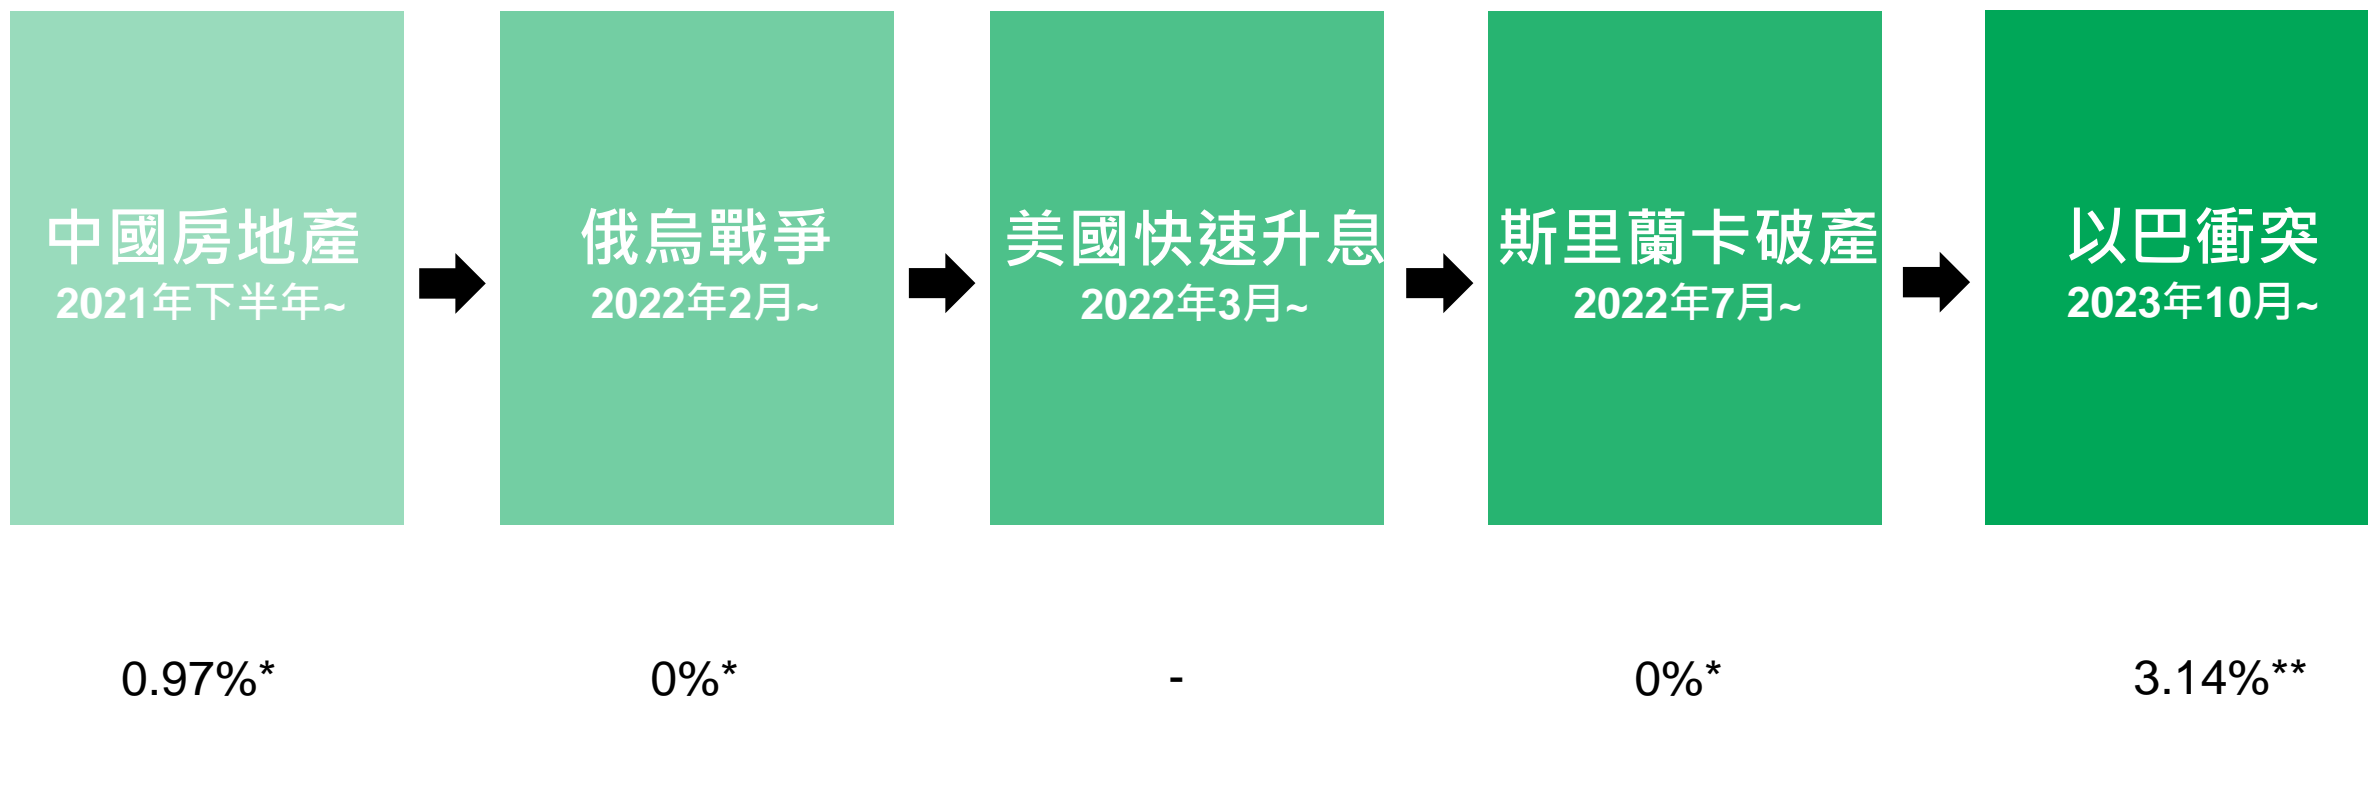 中國房地產
2021年下半年~
俄烏戰爭
2022年2月~
美國快速升息
2022年3月~
斯里蘭卡破產
2022年7月~
以巴衝突
2023年10月~
0.97%*
0%*
-
0%*
3.14%**